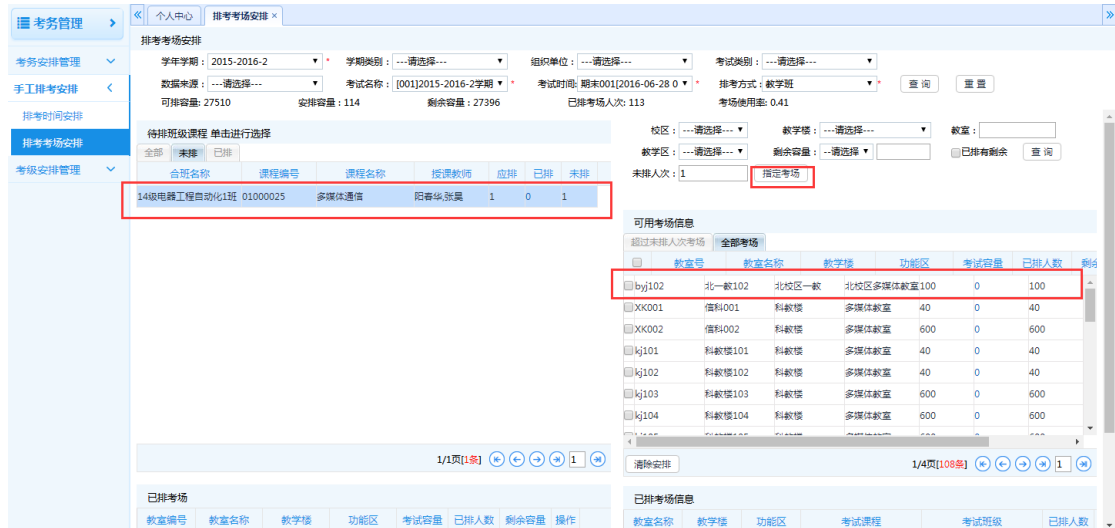 考务管理
个人中心 排考考场安排 ×
考务安排管理
手工排考安排
排考时间安排
排考考场安排
考级安排管理
排考考场安排
学年学期： 2015-2016-2 * 学期类别： ---请选择--- 组织单位： ---请选择--- 考试类别： ---请选择---
数据来源： ---请选择--- 考试名称： [001]2015-2016-2学期 * 考试时间: 期末001[2016-06-28 0 * 排考方式： 教学班 * 查 询 重 置
可排容量: 27510 安排容量：114 剩余容量：27396 已排考场人次: 113 考场使用率: 0.41
待排班级课程 单击进行选择
全部 未排 已排
合班名称 课程编号 课程名称 授课教师 应排 已排 未排
14级电器工程自动化1班 01000025 多媒体通信 阳春华,张昊 1 0 1
1/1页[1条] 1
已排考场
教室编号 教室名称 教学楼 功能区 考试容量 已排人数 剩余容量 操作
校区： ---请选择--- 教学楼： ---请选择--- 教室：
教学区： ---请选择--- 剩余容量： --请选择 已排有剩余 查 询
未排人次： 1 指定考场
可用考场信息
超过未排人次考场 全部考场
教室号 教室名称 教学楼 功能区 考试容量 已排人数
byj102 北一教102 北校区一教 北校区多媒体教室 100 0 100
XK001 信科001 科教楼 多媒体教室 40 0 40
XK002 信科002 科教楼 多媒体教室 600 0 600
kj101 科教楼101 科教楼 多媒体教室 40 0 40
kj102 科教楼102 科教楼 多媒体教室 40 0 40
kj103 科教楼103 科教楼 多媒体教室 600 0 600
kj104 科教楼104 科教楼 多媒体教室 600 0 600
清除安排 1/4页[108条] 1
已排考场信息
教室名称 教学楼 功能区 考试课程 考试班级 已排人数